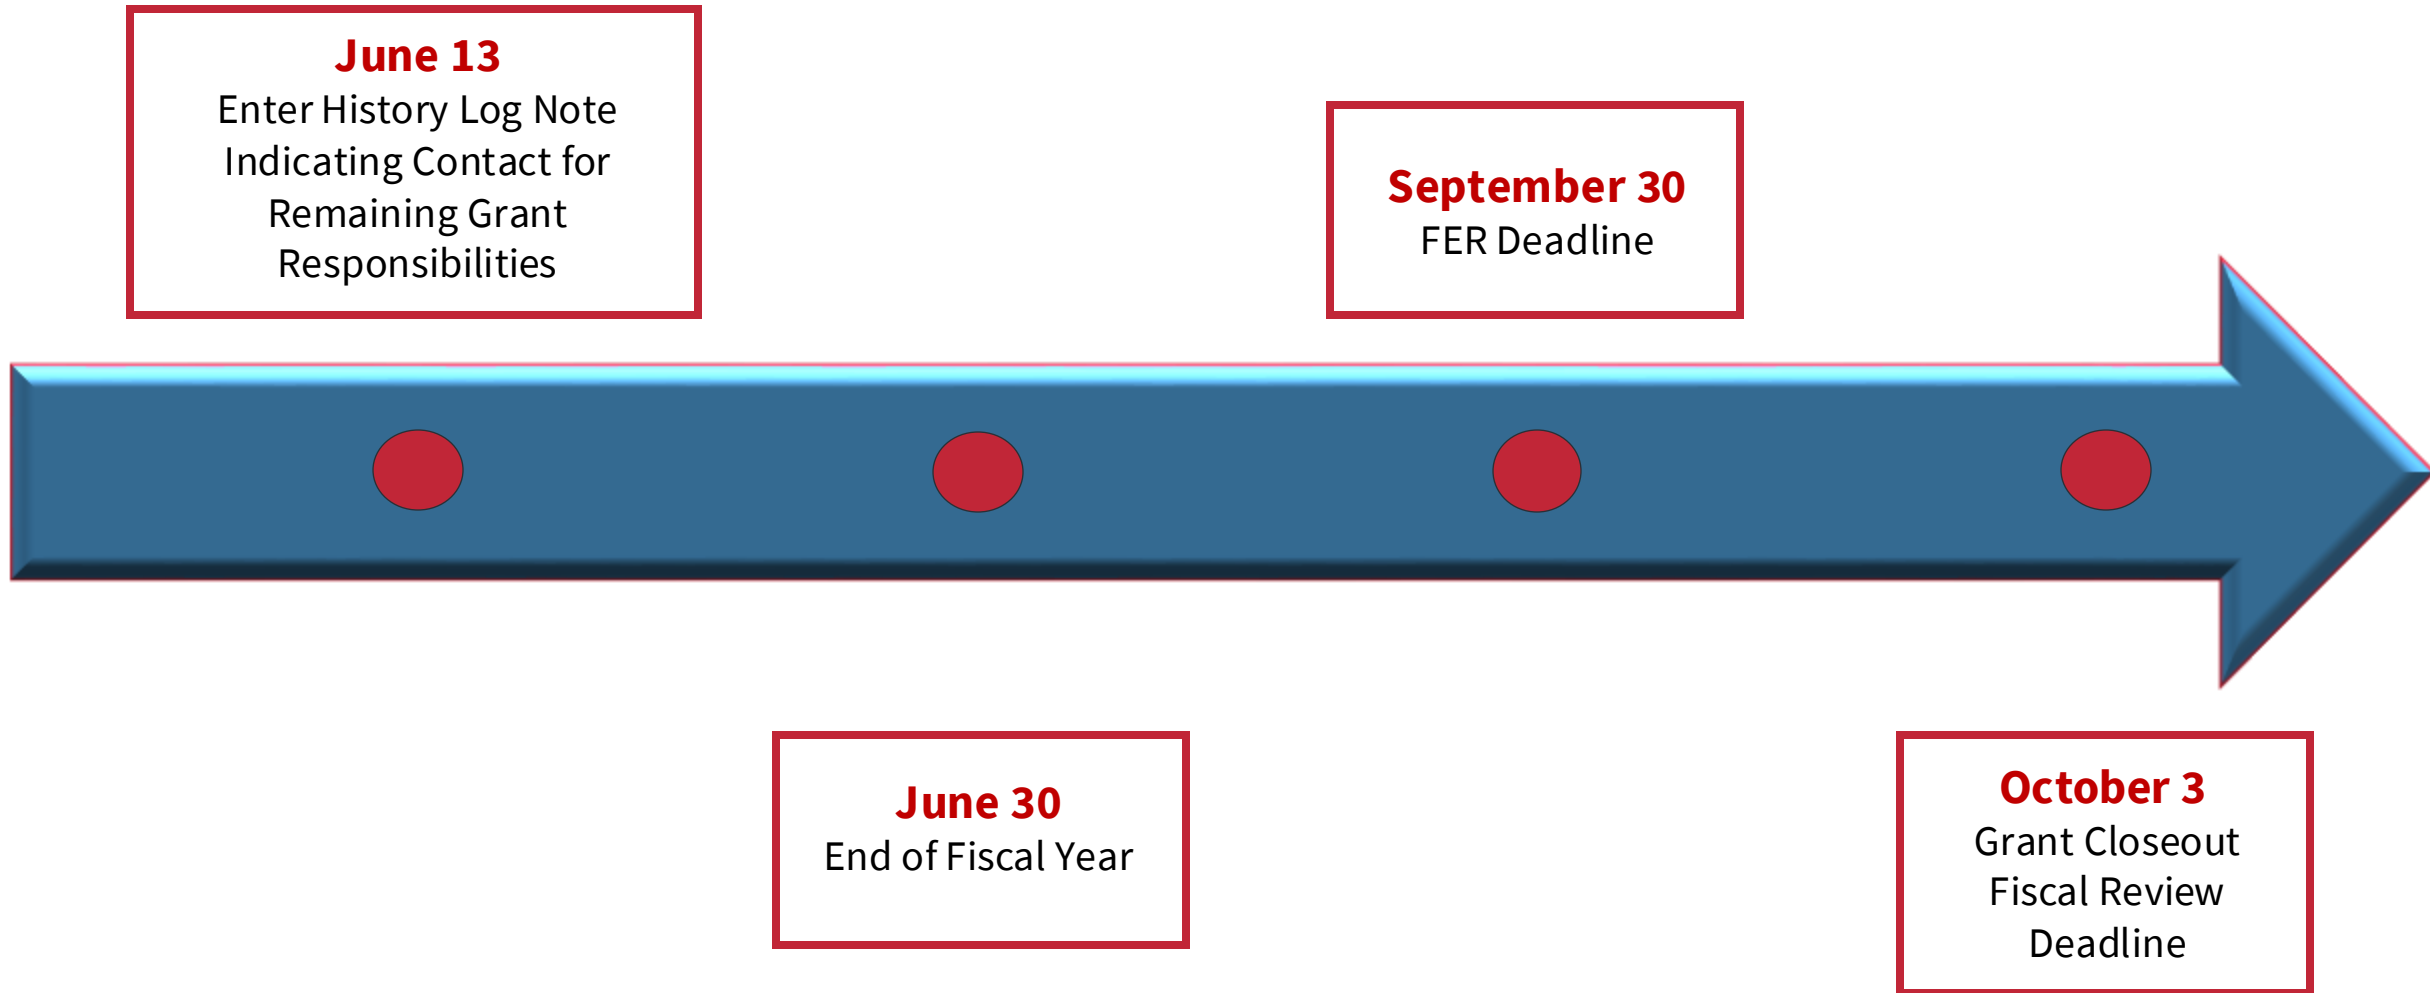 June 13
Enter History Log Note
Indicating Contact for
Remaining Grant
Responsibilities
June 30
End of Fiscal Year
September 30
FER Deadline
October 3
Grant Closeout
Fiscal Review
Deadline